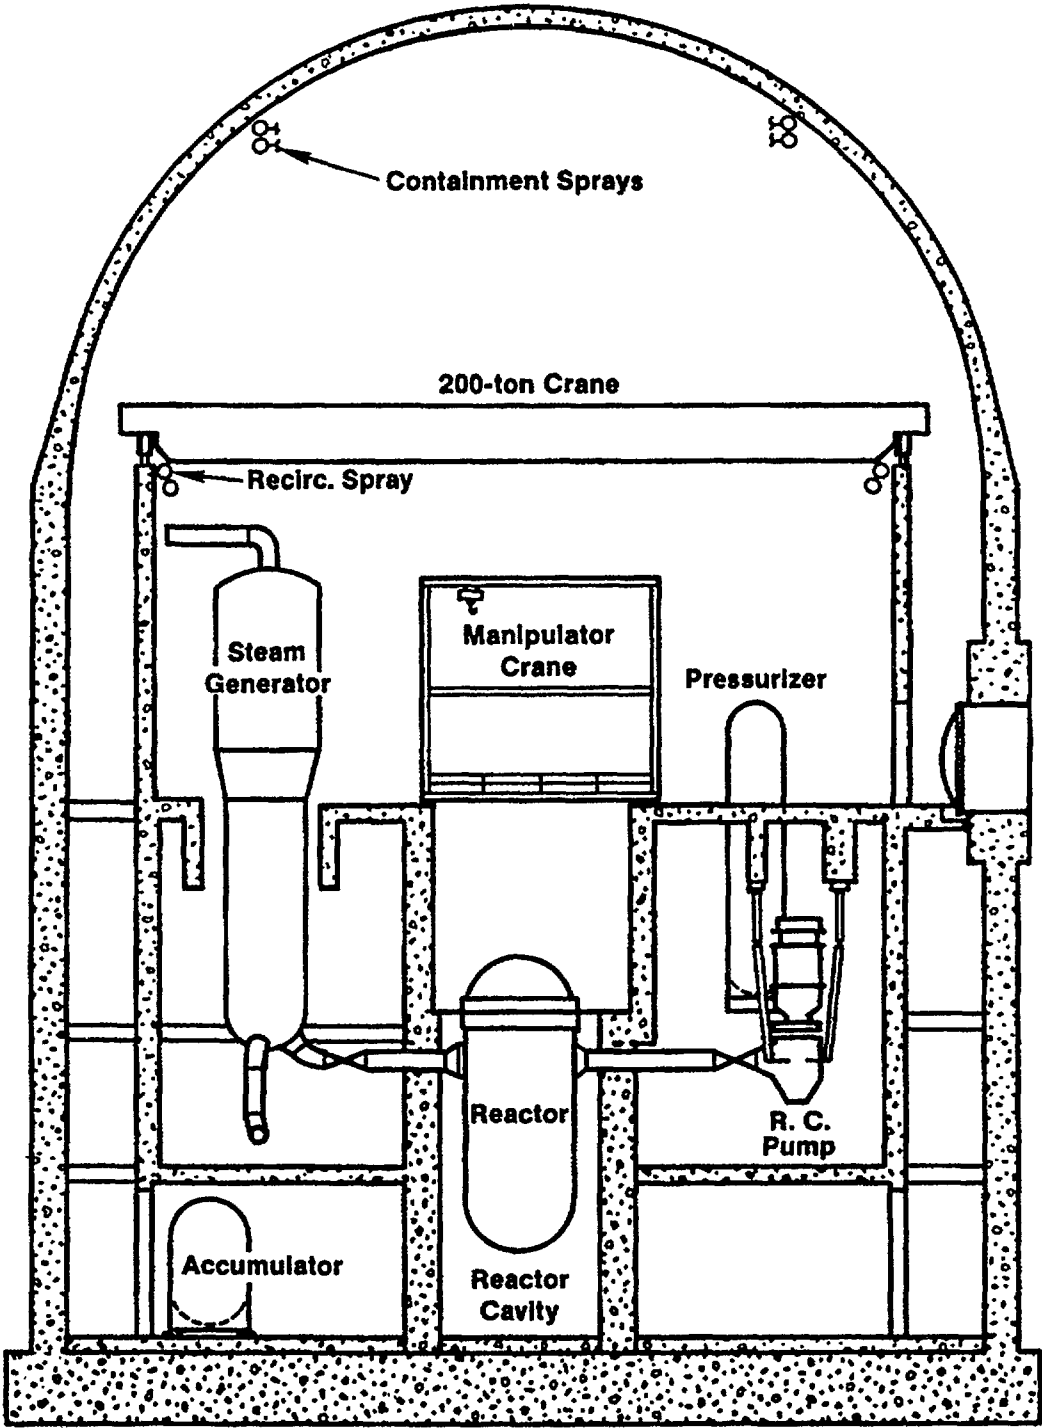 Containment Sprays
200-ton Crane
Recirc. Spray
Steam
Generator
Manipulator
Crane
Pressurizer
Reactor
R. C.
Pump
Accumulator
Reactor
Cavity